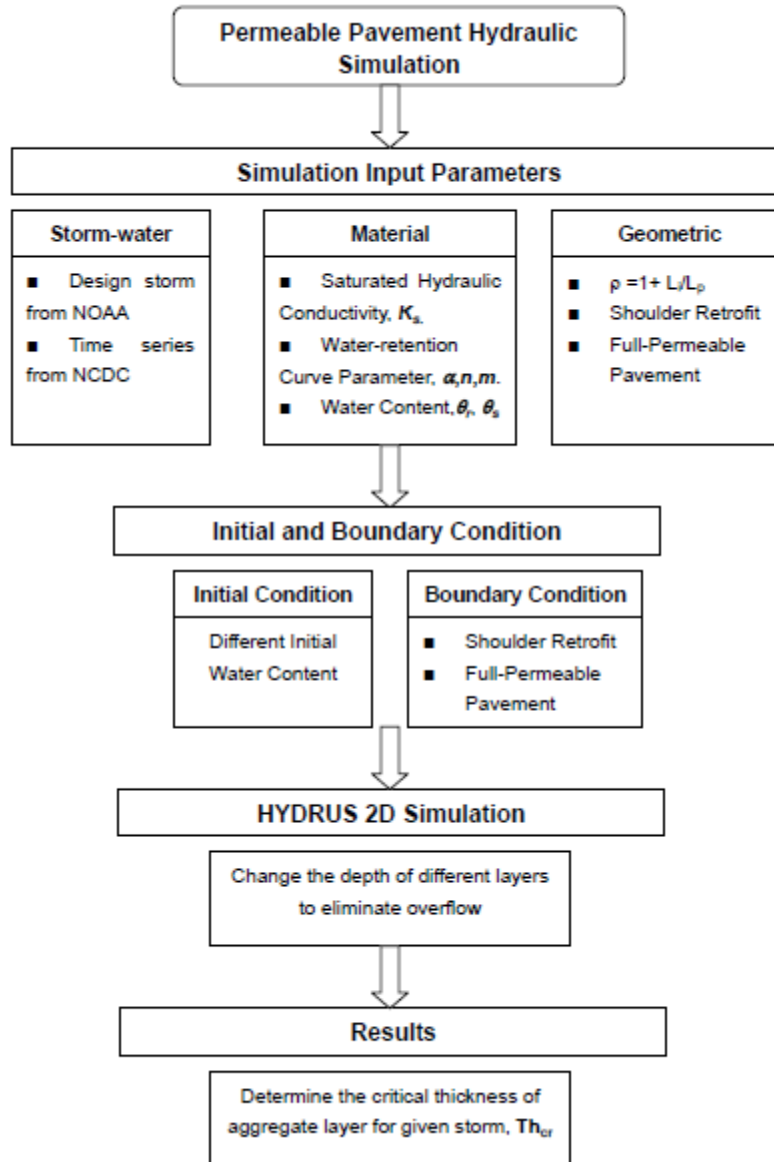 Permeable Pavement Hydraulic
Simulation
Simulation Input Parameters
Storm-water
■ Design storm
from NOAA
■ Time series
from NCDC
Material
■ Saturated Hydraulic
Conductivity, Ks.
■ Water-retention
Curve Parameter, α,n,m.
■ Water Content,θr, θs
Geometric
■ ρ =1+ Li/Lp
■ Shoulder Retrofit
■ Full-Permeable
Pavement
Initial and Boundary Condition
Initial Condition
Different Initial
Water Content
Boundary Condition
■ Shoulder Retrofit
■ Full-Permeable
Pavement
HYDRUS 2D Simulation
Change the depth of different layers
to eliminate overflow
Results
Determine the critical thickness of
aggregate layer for given storm, Thcr